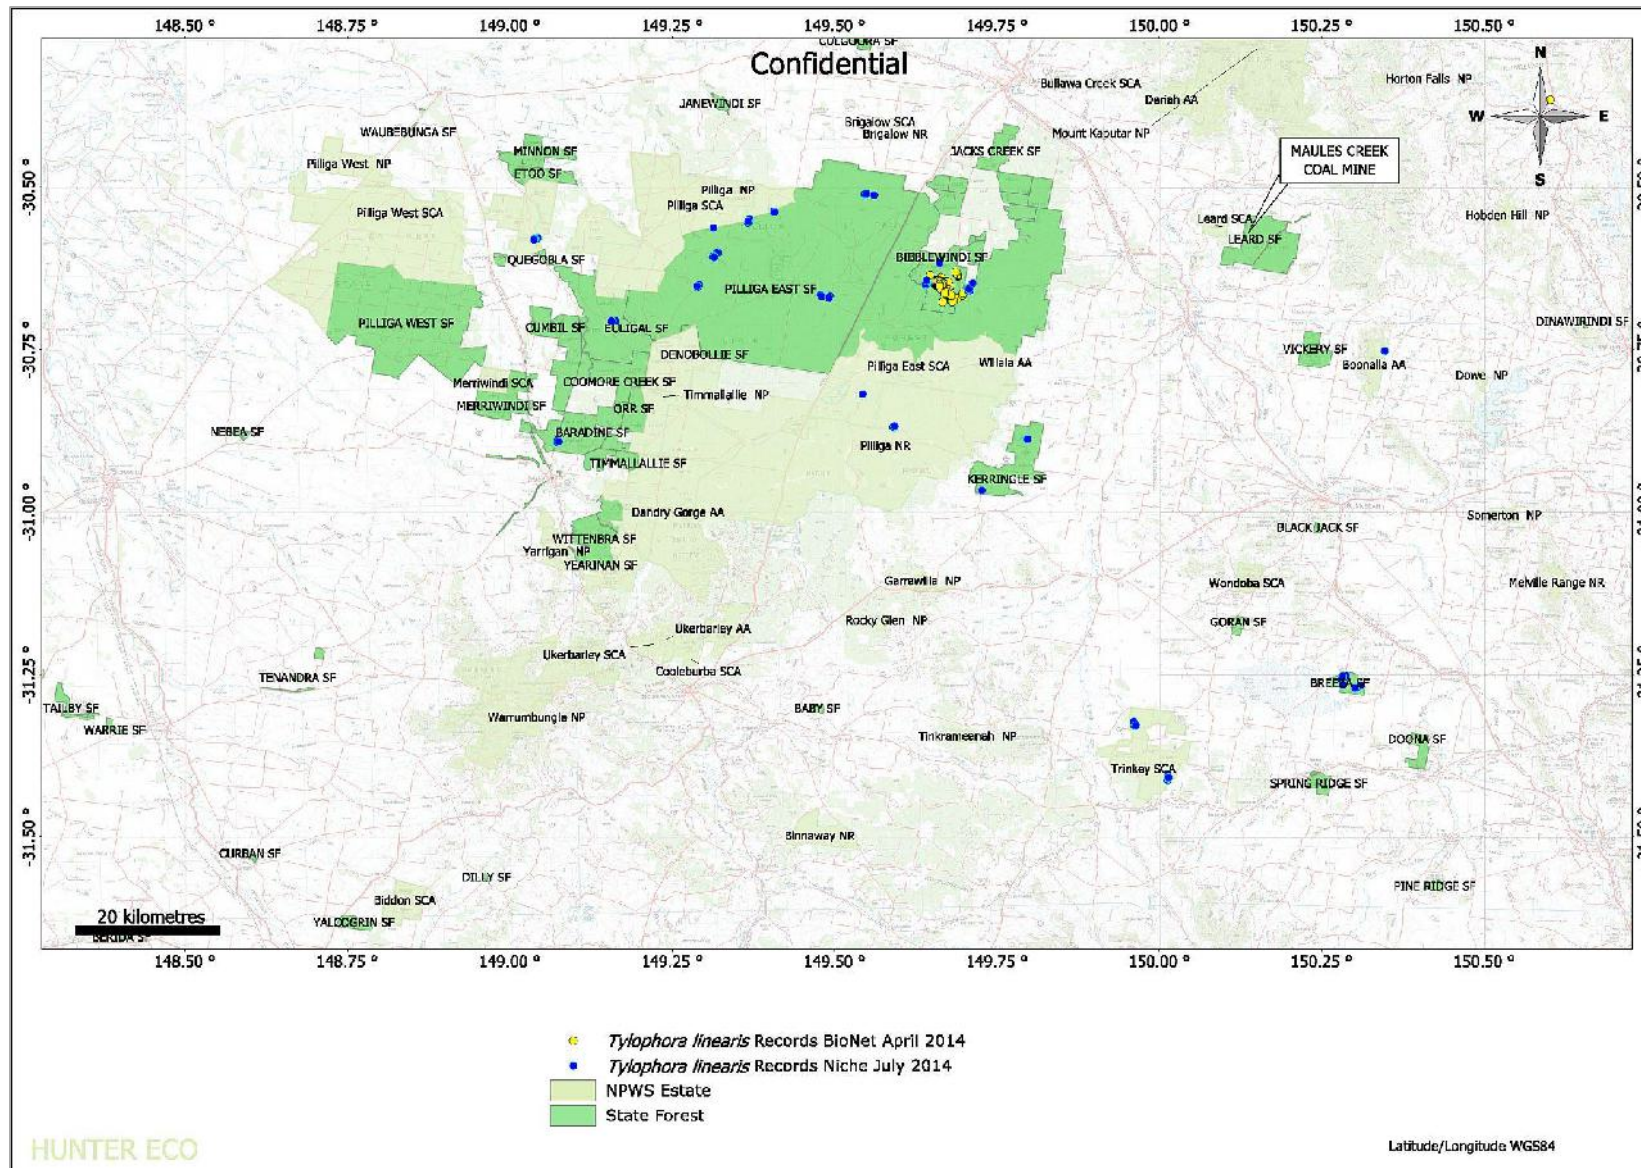 148.50 ° 148.75 ° 149.00 ° 149.25 ° 149.50 ° 149.75 ° 150.00 ° 150.25 ° 150.50 °
Confidential
N
W E
S
Bullawa Creek SCA
Horton Falls NP
Deriah AA
JANEWINDI SF
WAUBEBUNGA SF
Brigalow SCA
Brigalow NR
Mount Kaputar NP
MINNON SF
JACKS CREEK SF
MAULES CREEK
COAL MINE
Pilliga West NP
ETOO SF
-30.50 °
Pilliga NP
Pilliga SCA
Pilliga West SCA
Leard SCA
Hobden Hill NP
LEARD SF
QUEGOBLA SF
BIBBLEWINDI SF
PILLIGA EAST SF
PILLIGA WEST SF
CUMBIL SF
EULIGAL SF
DINAWIRINDI SF
-30.75 °
DENOBOLLIE SF
VICKERY SF
Pilliga East SCA
Willala AA
Boonalla AA
Dowe NP
Merriwindi SCA
COOMORE CREEK SF
Timmallallie NP
MERRIWINDI SF
ORR SF
NEBEA SF
BARADINE SF
Pilliga NR
TIMMALLALLIE SF
KERRINGLE SF
-31.00 °
Dandry Gorge AA
Somerton NP
BLACK JACK SF
WITTENBRA SF
Yarrigan NP
YEARINAN SF
Garrawilla NP
Wondoba SCA
Melville Range NR
Rocky Glen NP
GORAN SF
Ukerbarley AA
Ukerbarley SCA
-31.25 °
Cooleburba SCA
TENANDRA SF
BREEZA SF
TAILBY SF
BABY SF
Warrumbungle NP
WARRIE SF
Tinkrameenah NP
DOONA SF
Trinkey SCA
SPRING RIDGE SF
-31.50 °
Binnaway NR
CURBAN SF
DILLY SF
PINE RIDGE SF
Biddon SCA
20 kilometres
YALCOGRIN SF
148.50 ° 148.75 ° 149.00 ° 149.25 ° 149.50 ° 149.75 ° 150.00 ° 150.25 ° 150.50 °
Tylophora linearis Records BioNet April 2014
Tylophora linearis Records Niche July 2014
NPWS Estate
State Forest
HUNTER ECO
Latitude/Longitude WGS84